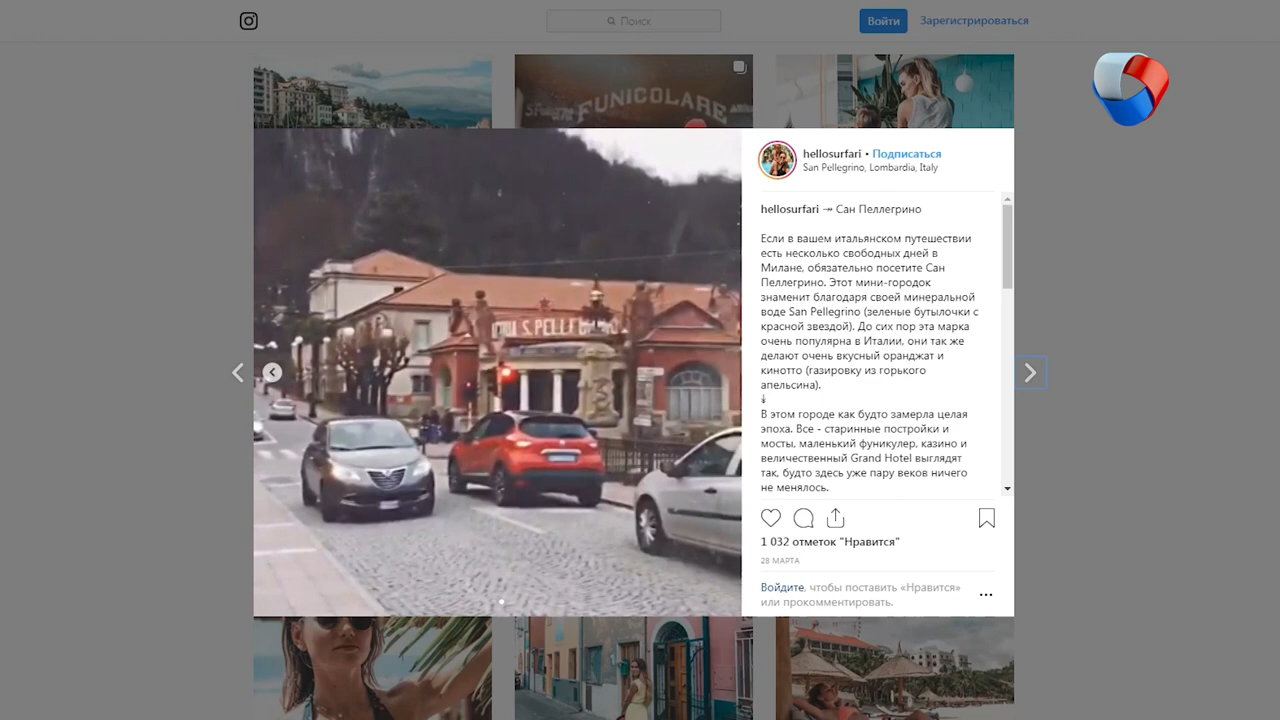 Поиск
Войти
Зарегистрироваться
FUNICOLARE
hellosurfari • Подписаться
San Pellegrino, Lombardia, Italy
hellosurfari ↠ Сан Пеллегрино
Если в вашем итальянском путешествии
есть несколько свободных дней в
Милане, обязательно посетите Сан
Пеллегрино. Этот мини-городок
знаменит благодаря своей минеральной
воде San Pellegrino (зеленые бутылочки с
красной звездой). До сих пор эта марка
очень популярна в Италии, они так же
делают очень вкусный оранджат и
кинотто (газировку из горького
апельсина).
↡
В этом городе как будто замерла целая
эпоха. Все - старинные постройки и
мосты, маленький фуникулер, казино и
величественный Grand Hotel выглядят
так, будто здесь уже пару веков ничего
не менялось.
1 032 отметок "Нравится"
28 МАРТА
Войдите, чтобы поставить «Нравится»
или прокомментировать.